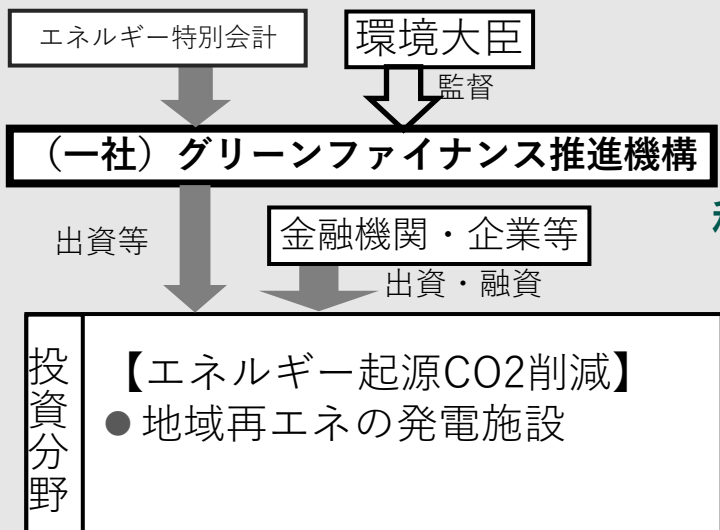 エネルギー特別会計
環境大臣
監督
（一社）グリーンファイナンス推進機構
出資等
金融機関・企業等
出資・融資
投資分野
【エネルギー起源CO2削減】
●地域再エネの発電施設